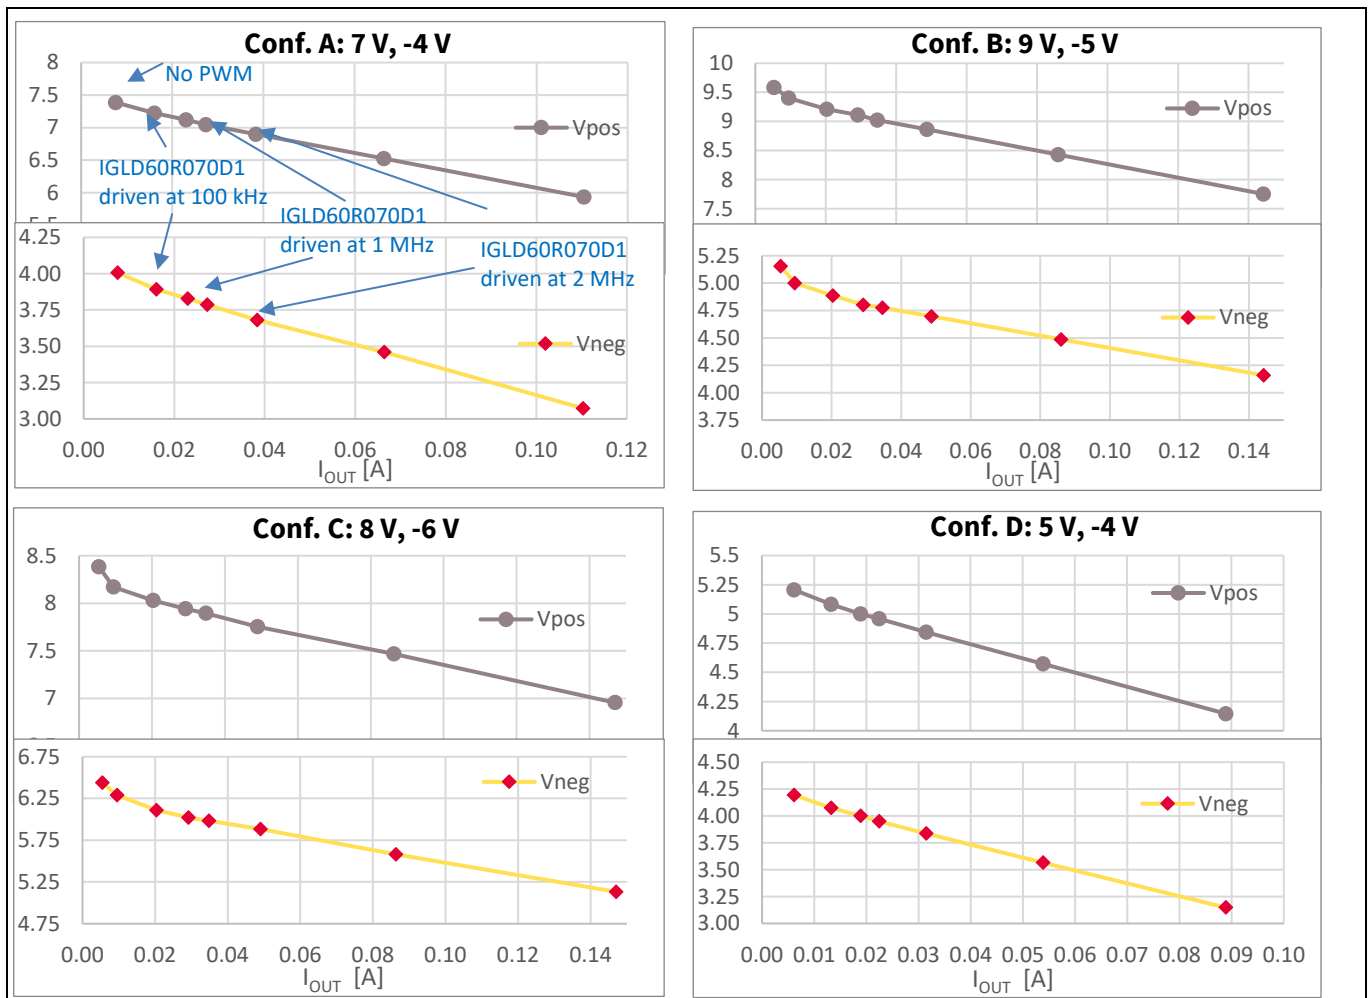 Conf. A: 7 V, -4 V
8
7.5
7
6.5
6
5.5
No PWM
Vpos
IGLD60R070D1
driven at 100 kHz
IGLD60R070D1
driven at 1 MHz
IGLD60R070D1
driven at 2 MHz
4.25
4.00
3.75
3.50
3.25
3.00
Vneg
0.00 0.02 0.04 0.06 0.08 0.10 0.12
IOUT [A]
Conf. B: 9 V, -5 V
10
9.5
9
8.5
8
7.5
Vpos
5.25
5.00
4.75
4.50
4.25
4.00
3.75
Vneg
0.00 0.02 0.04 0.06 0.08 0.10 0.12 0.14
IOUT [A]
Conf. C: 8 V, -6 V
8.5
8
7.5
7
Vpos
6.75
6.25
5.75
5.25
4.75
Vneg
0.00 0.02 0.04 0.06 0.08 0.10 0.12 0.14
IOUT [A]
Conf. D: 5 V, -4 V
5.5
5.25
5
4.75
4.5
4.25
4
Vpos
4.50
4.25
4.00
3.75
3.50
3.25
3.00
Vneg
0.00 0.01 0.02 0.03 0.04 0.05 0.06 0.07 0.08 0.09 0.10
IOUT [A]